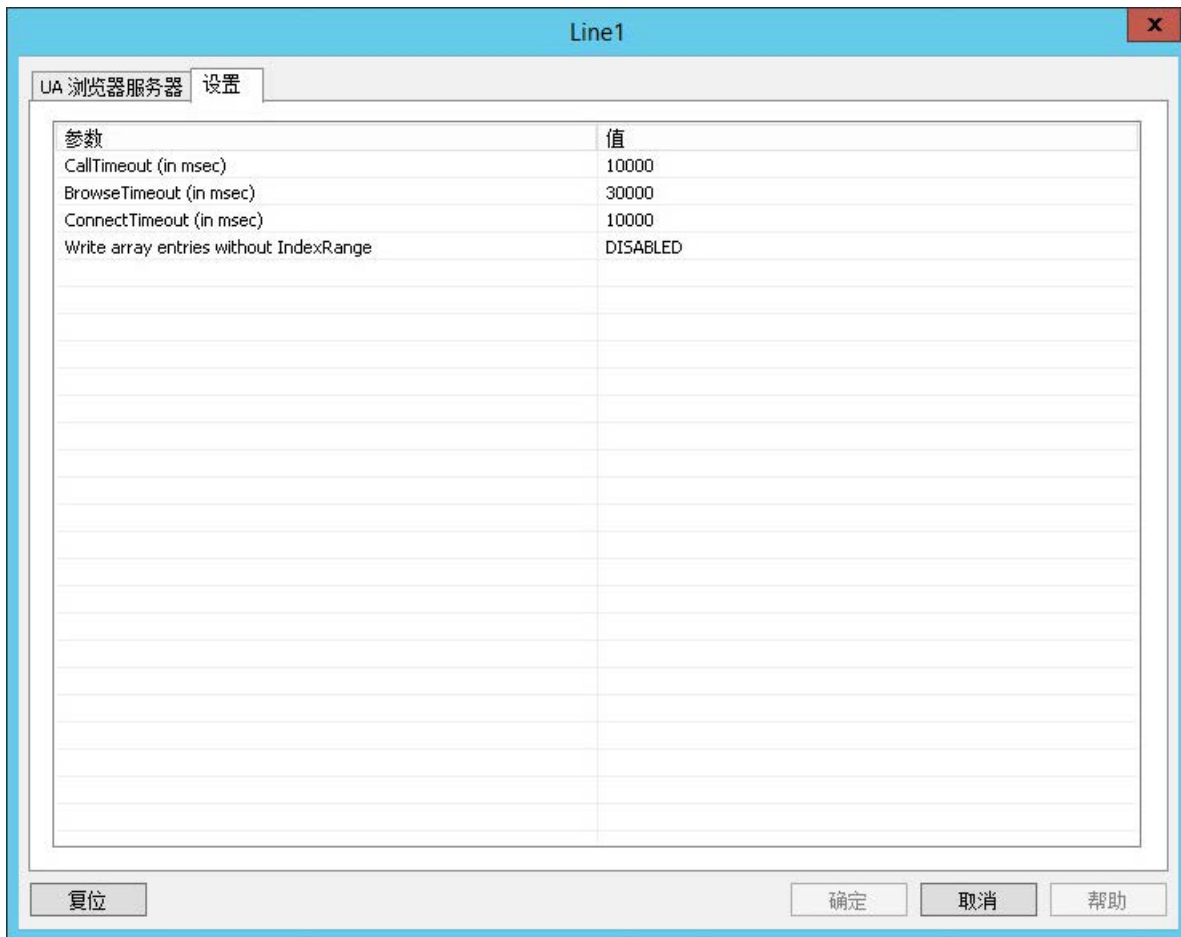 Line1
x
UA 浏览器服务器 设置
参数 值
CallTimeout (in msec) 10000
BrowseTimeout (in msec) 30000
ConnectTimeout (in msec) 10000
Write array entries without IndexRange DISABLED
复位 确定 取消 帮助